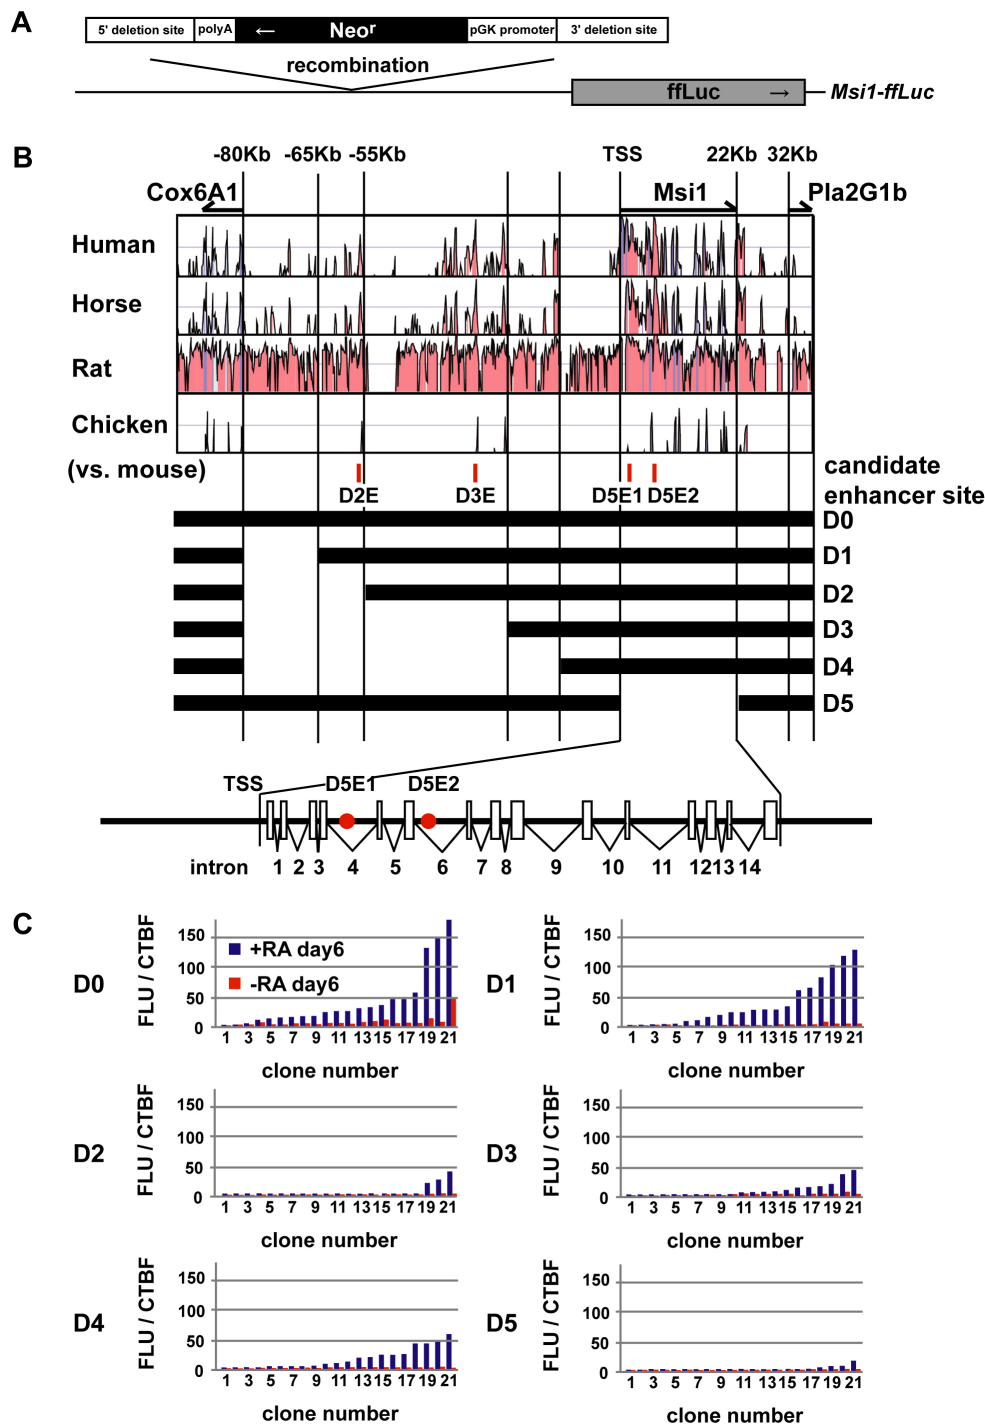 A
5' deletion site polyA ← Neoʳ pGK promoter 3' deletion site
recombination
ffLuc → Msi1-ffLuc
B
-80Kb -65Kb -55Kb TSS 22Kb 32Kb
Cox6A1 Msi1 Pla2G1b
Human
Horse
Rat
Chicken
(vs. mouse)
candidate
enhancer site
D2E D3E D5E1 D5E2
D0
D1
D2
D3
D4
D5
TSS D5E1 D5E2
intron 1 2 3 4 5 6 7 8 9 10 11 12 13 14
C
D0
FLU / CTBF
150
100
50
0
+RA day6
-RA day6
1 3 5 7 9 11 13 15 17 19 21
clone number
D1
FLU / CTBF
150
100
50
0
1 3 5 7 9 11 13 15 17 19 21
clone number
D2
FLU / CTBF
150
100
50
0
1 3 5 7 9 11 13 15 17 19 21
clone number
D3
FLU / CTBF
150
100
50
0
1 3 5 7 9 11 13 15 17 19 21
clone number
D4
FLU / CTBF
150
100
50
0
1 3 5 7 9 11 13 15 17 19 21
clone number
D5
FLU / CTBF
150
100
50
0
1 3 5 7 9 11 13 15 17 19 21
clone number